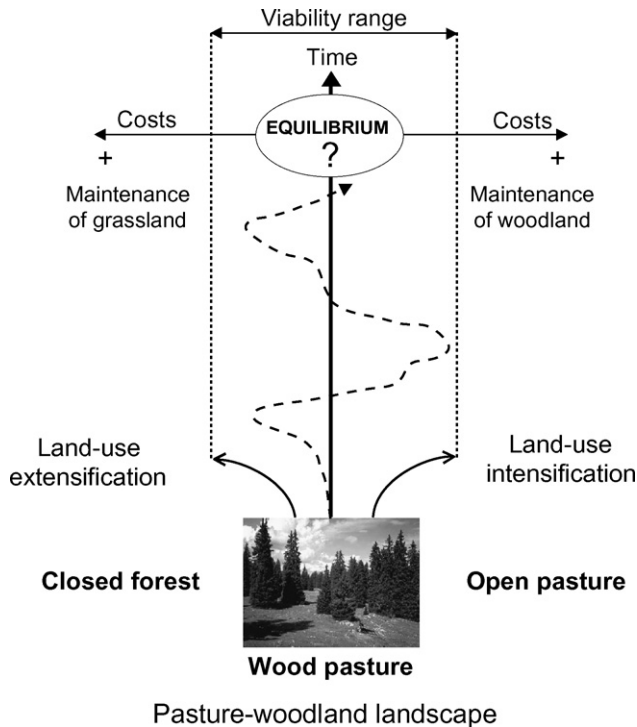 Viability range
Time
Costs
EQUILIBRIUM
?
Costs
+
+
Maintenance
of grassland
Maintenance
of woodland
Land-use
extensification
Land-use
intensification
Closed forest
Open pasture
Wood pasture
Pasture-woodland landscape